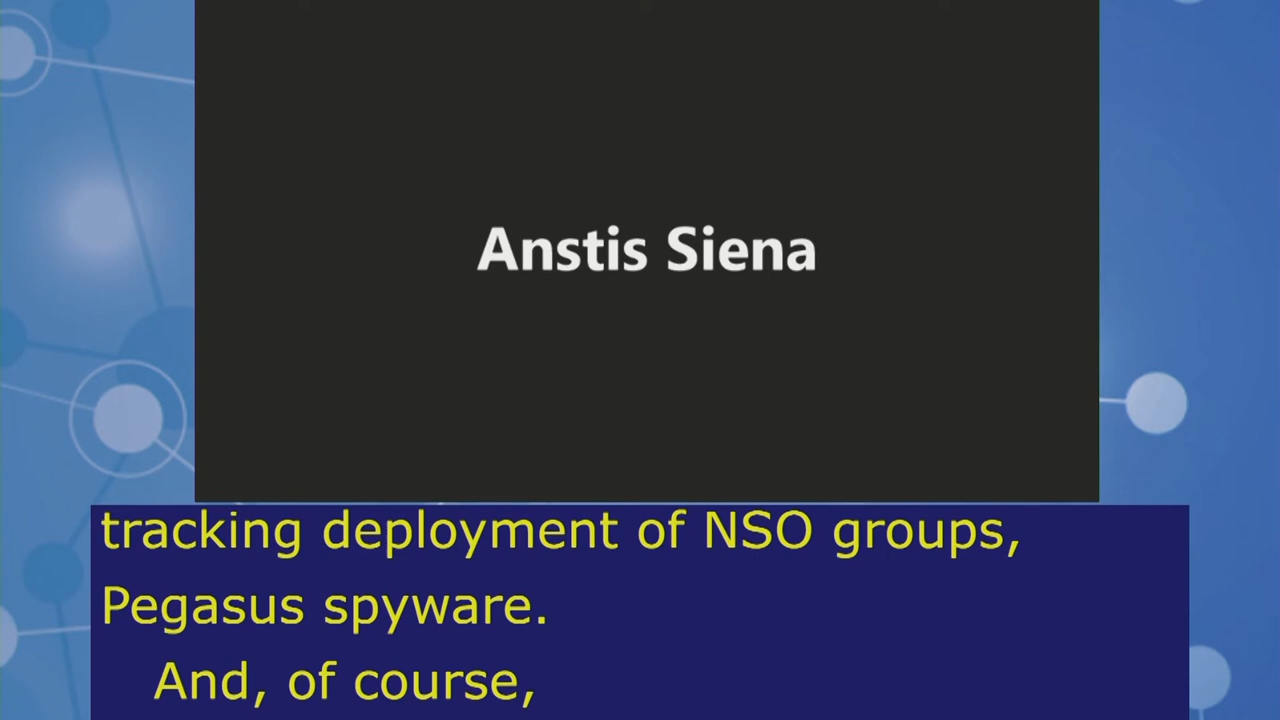 Anstis Siena
tracking deployment of NSO groups,
Pegasus spyware.
And, of course,